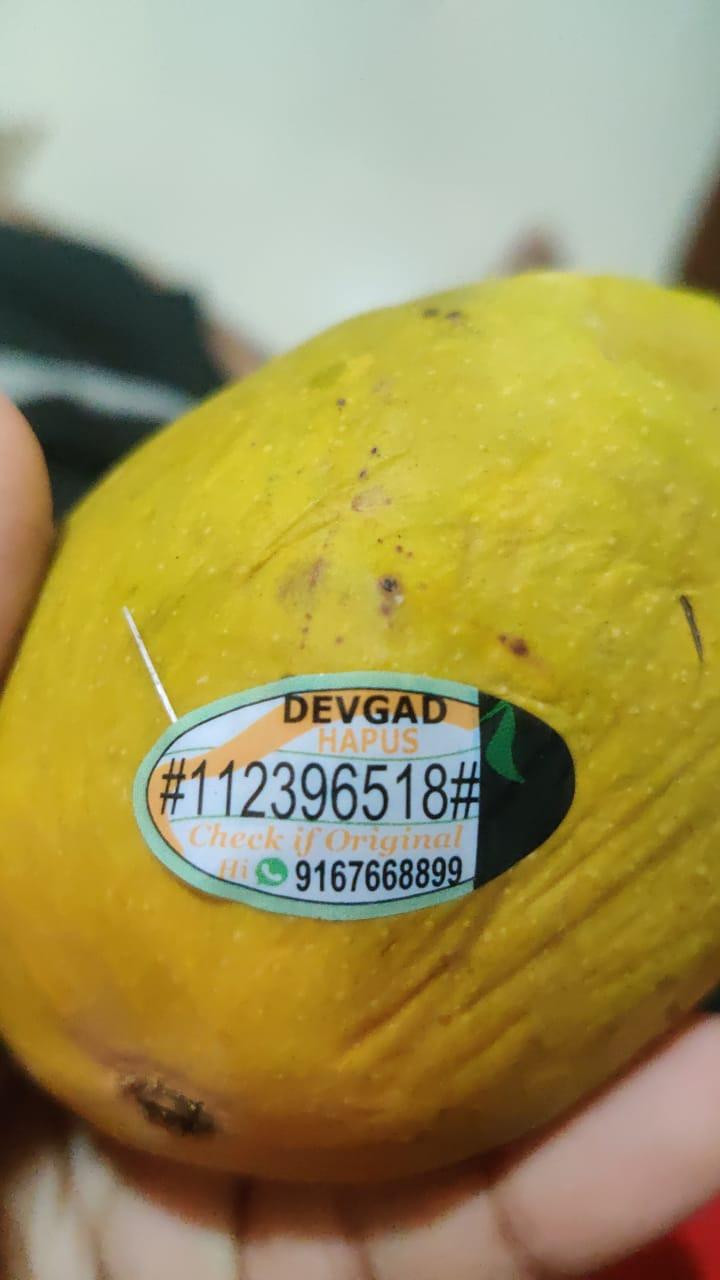 DEVGAD
HAPUS
#112396518#
Check if Original
Hi 9167668899